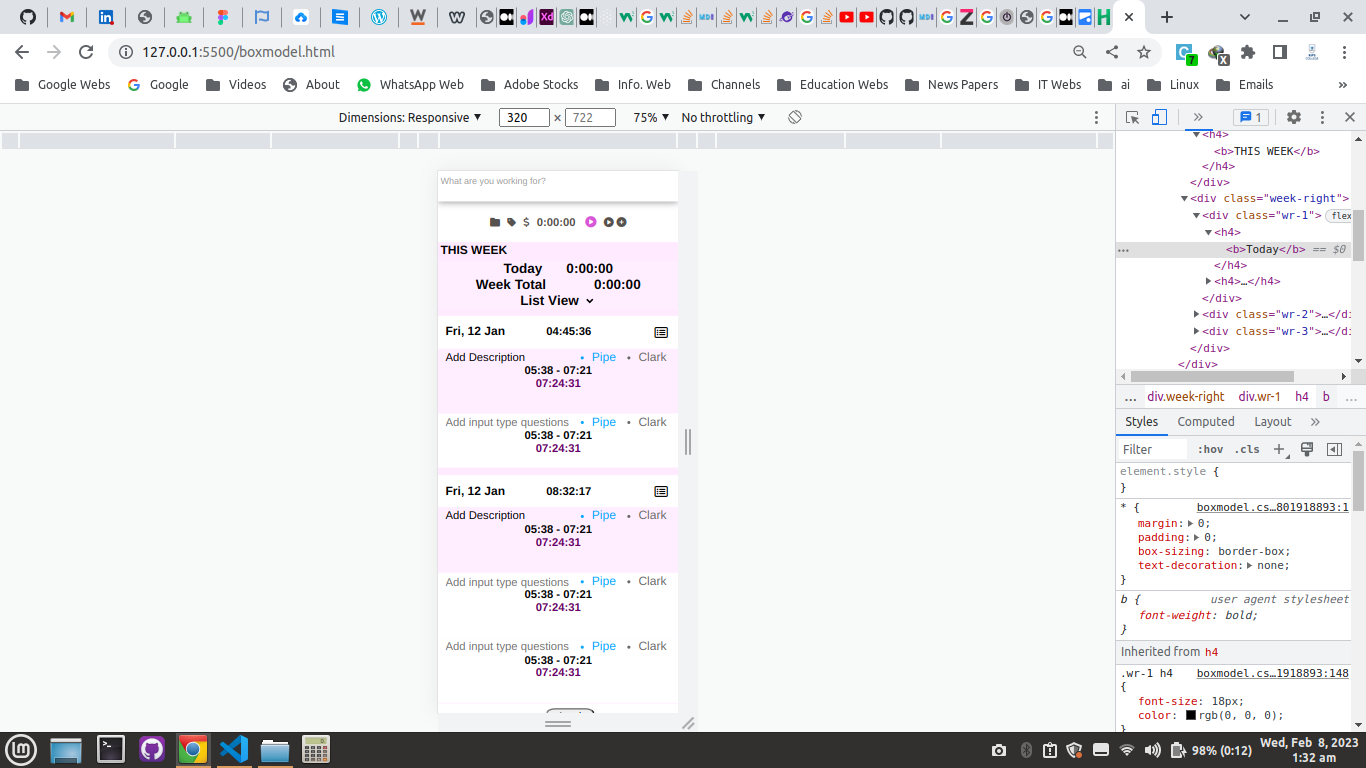 127.0.0.1:5500/boxmodel.html
7
X
Google Webs Google Videos About WhatsApp Web Adobe Stocks Info. Web Channels Education Webs News Papers IT Webs ai Linux Emails »
Dimensions: Responsive ▼ 320 × 722 75% ▼ No throttling ▼
» 1
What are you working for?
$ 0:00:00
THIS WEEK
Today 0:00:00
Week Total 0:00:00
List View
Fri, 12 Jan 04:45:36
Add Description • Pipe • Clark
05:38 - 07:21
07:24:31
Add input type questions • Pipe • Clark
05:38 - 07:21
07:24:31
Fri, 12 Jan 08:32:17
Add Description • Pipe • Clark
05:38 - 07:21
07:24:31
Add input type questions • Pipe • Clark
05:38 - 07:21
07:24:31
Add input type questions • Pipe • Clark
05:38 - 07:21
07:24:31
▼<h4>
<b>THIS WEEK</b>
</h4>
</div>
▼<div class="week-right">
▼<div class="wr-1"> flex
▼<h4>
… <b>Today</b> == $0
</h4>
▶<h4>…</h4>
</div>
▶<div class="wr-2">…</di
▶<div class="wr-3">…</di
</div>
</div>
… div.week-right div.wr-1 h4 b …
Styles Computed Layout »
Filter :hov .cls +
element.style {
}
* { boxmodel.cs…801918893:1
margin:▶ 0;
padding:▶ 0;
box-sizing: border-box;
text-decoration:▶ none;
}
b { user agent stylesheet
font-weight: bold;
}
Inherited from h4
.wr-1 h4 boxmodel.cs…1918893:148
{
font-size: 18px;
color: rgb(0, 0, 0);
}
98% (0:12)
Wed, Feb 8, 2023
1:32 am